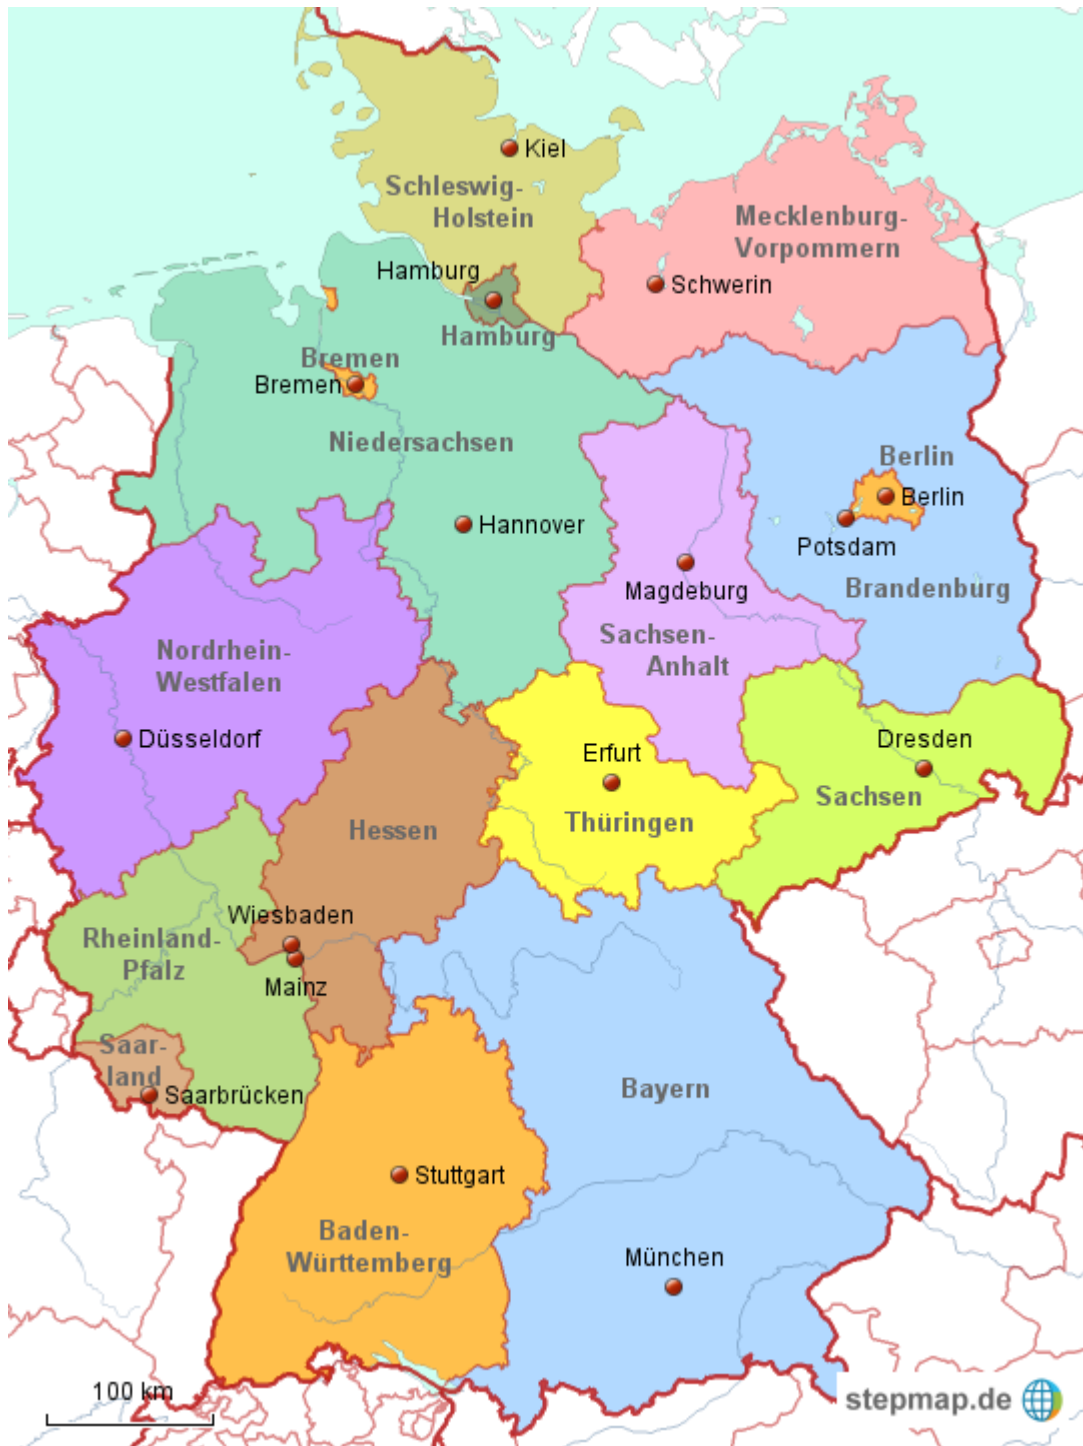 Kiel
Schleswig-
Holstein
Mecklenburg-
Vorpommern
Hamburg
Schwerin
Hamburg
Bremen
Bremen
Niedersachsen
Berlin
Berlin
Hannover
Potsdam
Magdeburg
Brandenburg
Sachsen-
Anhalt
Nordrhein-
Westfalen
Düsseldorf
Erfurt
Dresden
Sachsen
Hessen
Thüringen
Wiesbaden
Rheinland-
Pfalz
Mainz
Saar-
land
Saarbrücken
Bayern
Stuttgart
Baden-
Württemberg
München
100 km
stepmap.de